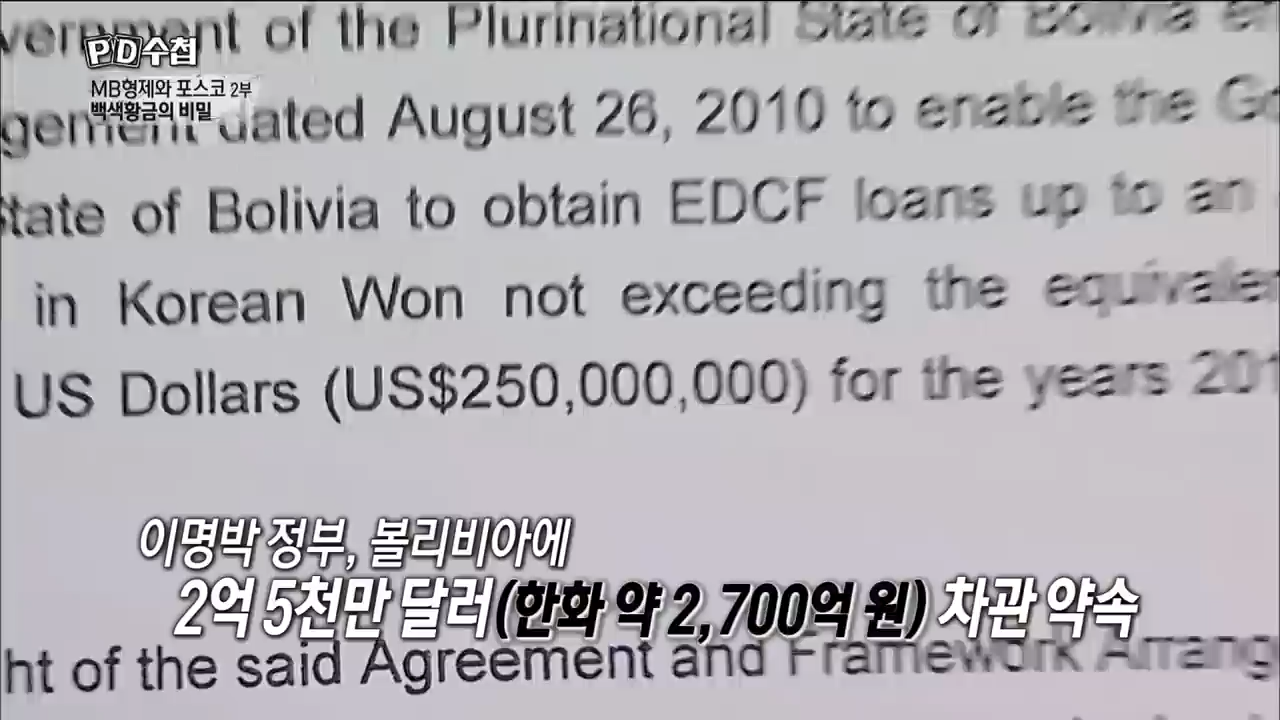 PD수첩
MB형제와 포스코 2부
백색황금의 비밀
of the Plurinational State of Bolivia
dated August 26, 2010 to enable the
State of Bolivia to obtain EDCF loans up to an
in Korean Won not exceeding the
US Dollars (US$250,000,000) for the years
이명박 정부, 볼리비아에
2억 5천만 달러(한화 약 2,700억 원) 차관 약속
of the said Agreement and Framework